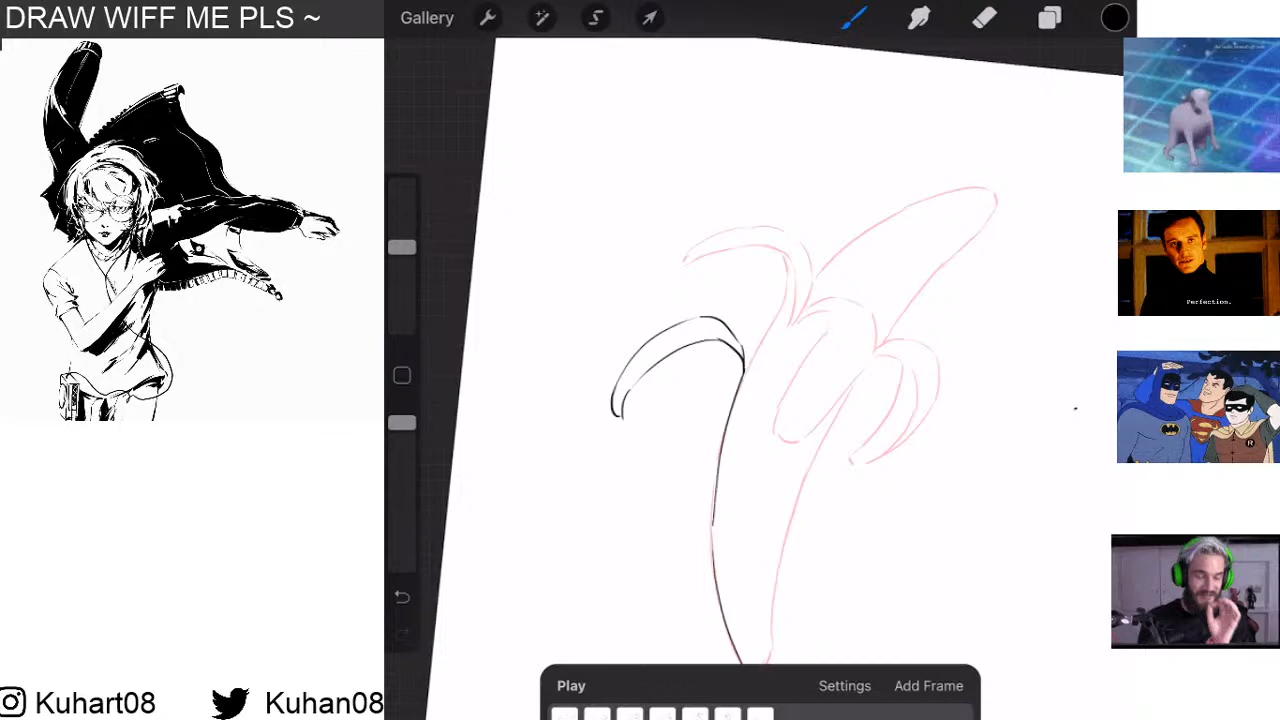 DRAW WIFF ME PLS ~
Gallery
Perfection.
Play
Settings
Add Frame
Kuhart08
Kuhan08